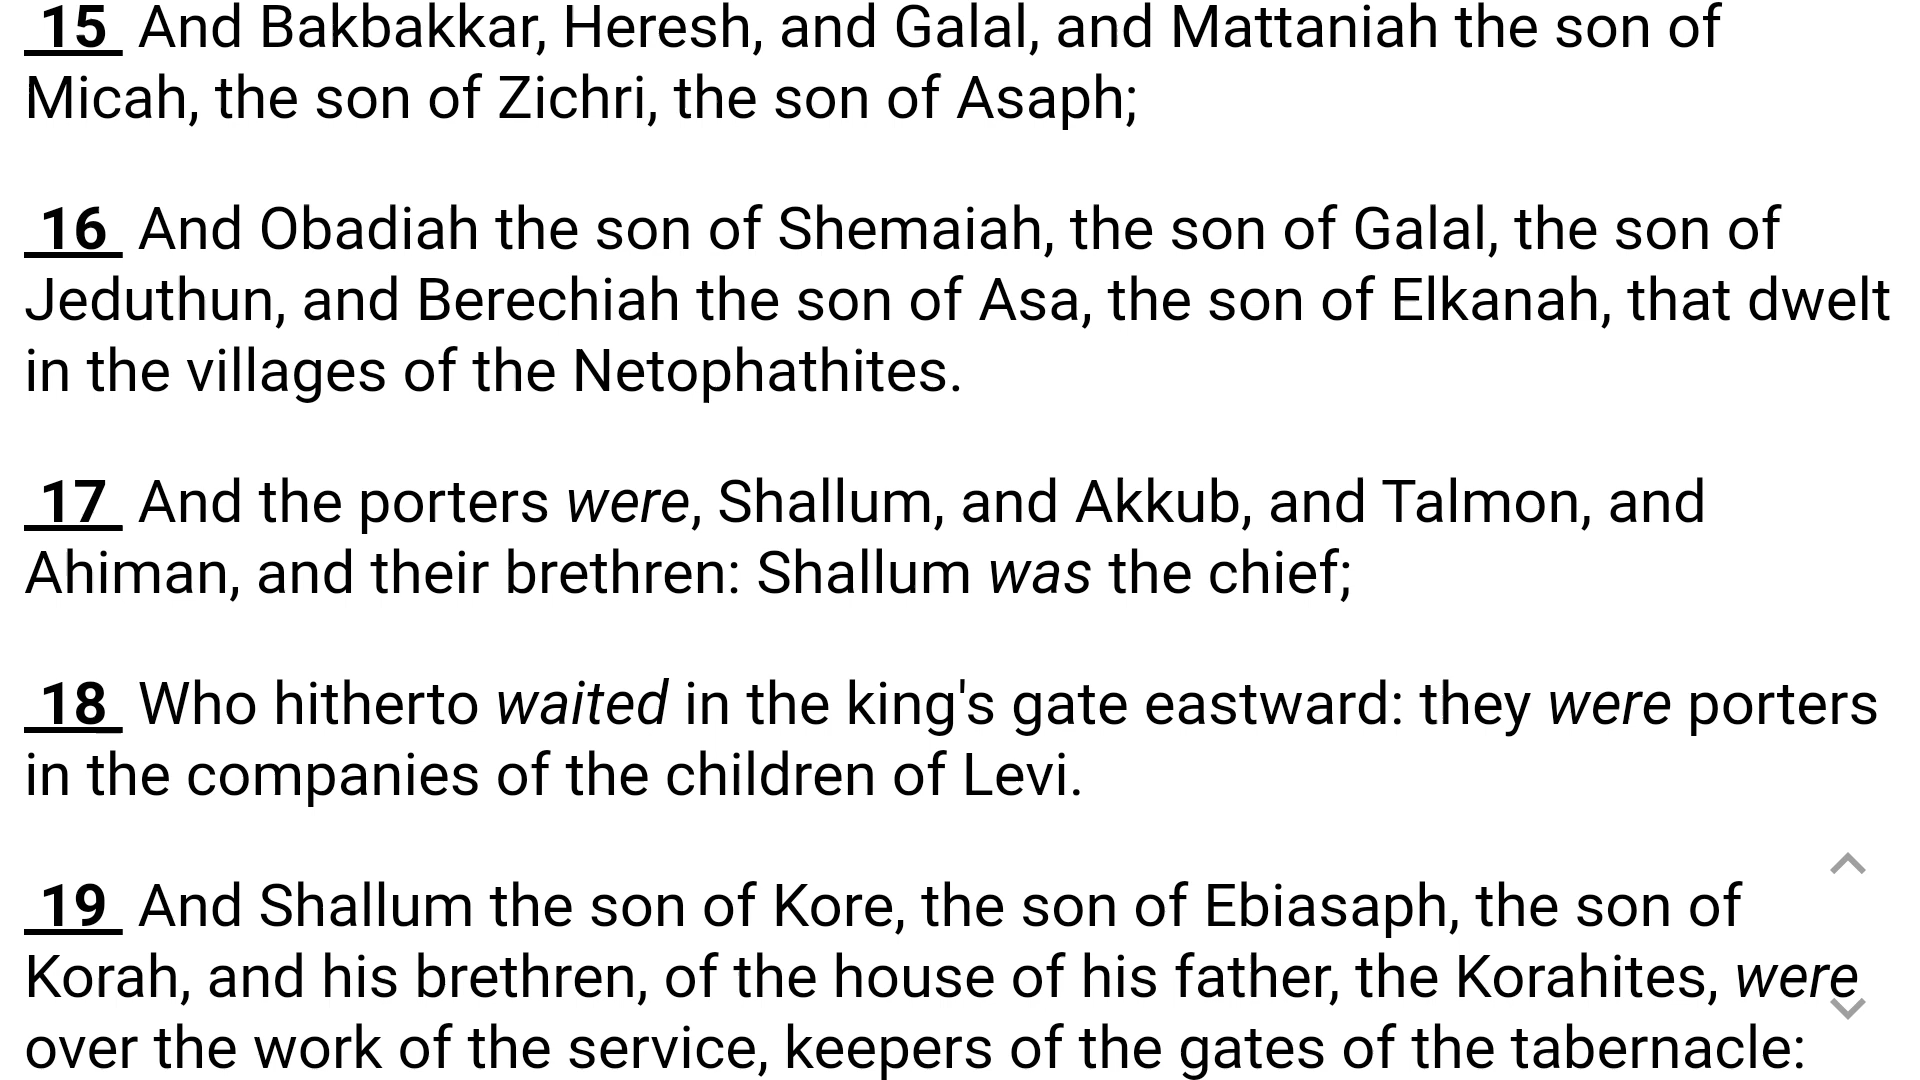 15 And Bakbakkar, Heresh, and Galal, and Mattaniah the son of
Micah, the son of Zichri, the son of Asaph;
16 And Obadiah the son of Shemaiah, the son of Galal, the son of
Jeduthun, and Berechiah the son of Asa, the son of Elkanah, that dwelt
in the villages of the Netophathites.
17 And the porters were, Shallum, and Akkub, and Talmon, and
Ahiman, and their brethren: Shallum was the chief;
18 Who hitherto waited in the king's gate eastward: they were porters
in the companies of the children of Levi.
19 And Shallum the son of Kore, the son of Ebiasaph, the son of
Korah, and his brethren, of the house of his father, the Korahites, were
over the work of the service, keepers of the gates of the tabernacle: